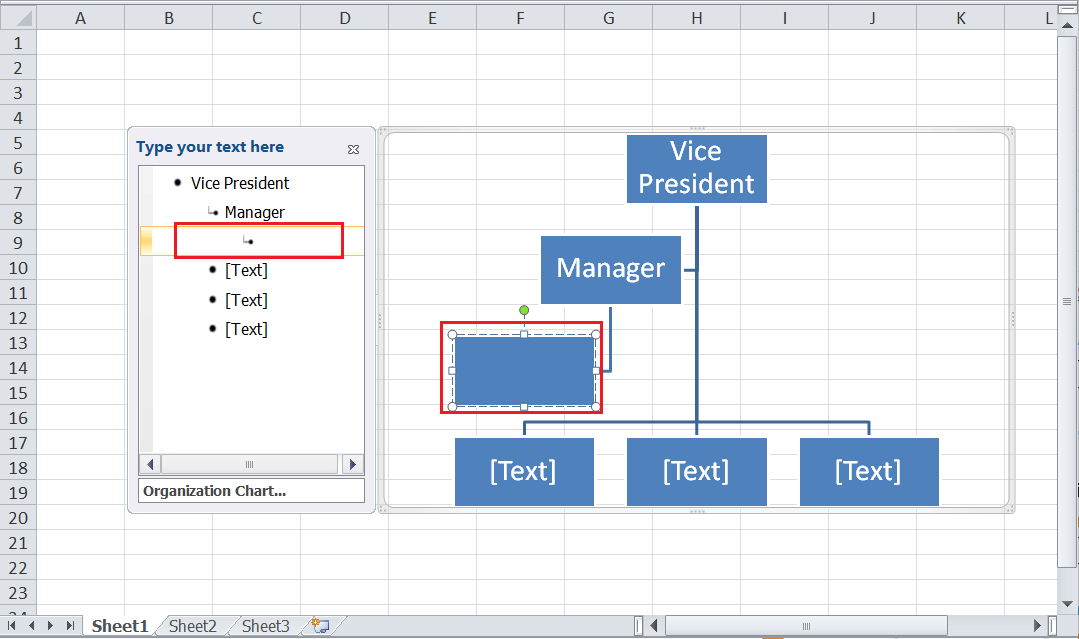 A B C D E F G H I J K L
1
2
3
4
5
6
7
8
9
10
11
12
13
14
15
16
17
18
19
20
21
22
23
24
Type your text here
Vice President
Manager
[Text]
[Text]
[Text]
Organization Chart...
Vice
President
Manager
[Text] [Text] [Text]
Sheet1 Sheet2 Sheet3